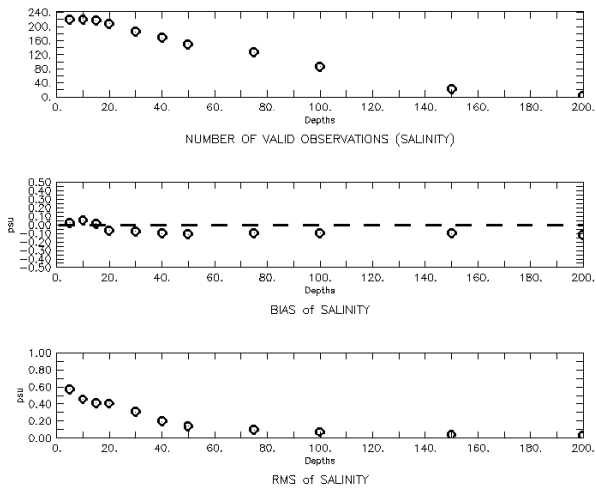 240.
200.
160.
120.
80.
40.
0.
0. 20. 40. 60. 80. 100. 120. 140. 160. 180. 200.
Depths
NUMBER OF VALID OBSERVATIONS (SALINITY)
0.50
0.40
0.30
0.20
0.10
0.00
-0.10
-0.20
-0.30
-0.40
-0.50
psu
0. 20. 40. 60. 80. 100. 120. 140. 160. 180. 200.
Depths
BIAS of SALINITY
1.00
0.80
0.60
0.40
0.20
0.00
psu
0. 20. 40. 60. 80. 100. 120. 140. 160. 180. 200.
Depths
RMS of SALINITY